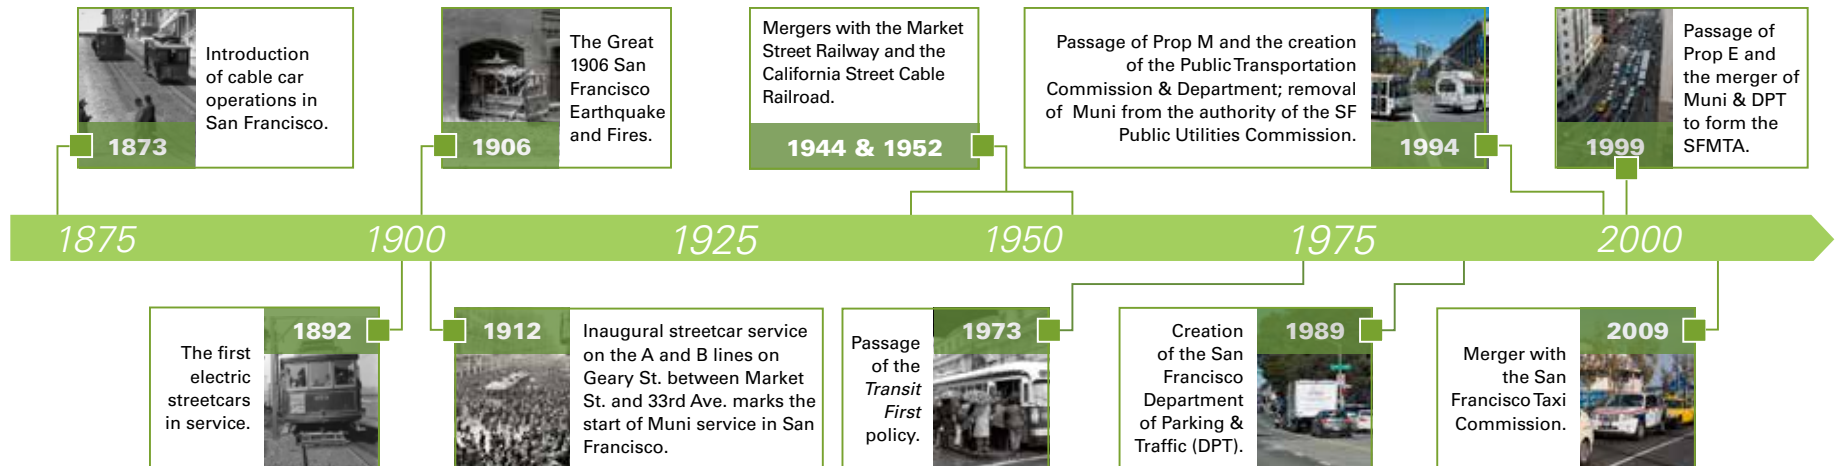 Introduction
of cable car
operations in
San Francisco.
1873
The Great
1906 San
Francisco
Earthquake
and Fires.
1906
Mergers with the Market
Street Railway and the
California Street Cable
Railroad.
1944 & 1952
Passage of Prop M and the creation
of the Public Transportation
Commission & Department; removal
of Muni from the authority of the SF
Public Utilities Commission.
1994
Passage of
Prop E and
the merger of
Muni & DPT
to form the
SFMTA.
1999
1875
1900
1925
1950
1975
2000
1892
The first
electric
streetcars
in service.
1912
Inaugural streetcar service
on the A and B lines on
Geary St. between Market
St. and 33rd Ave. marks the
start of Muni service in San
Francisco.
1973
Passage
of the
Transit
First
policy.
1989
Creation
of the San
Francisco
Department
of Parking &
Traffic (DPT).
2009
Merger with
the San
Francisco Taxi
Commission.